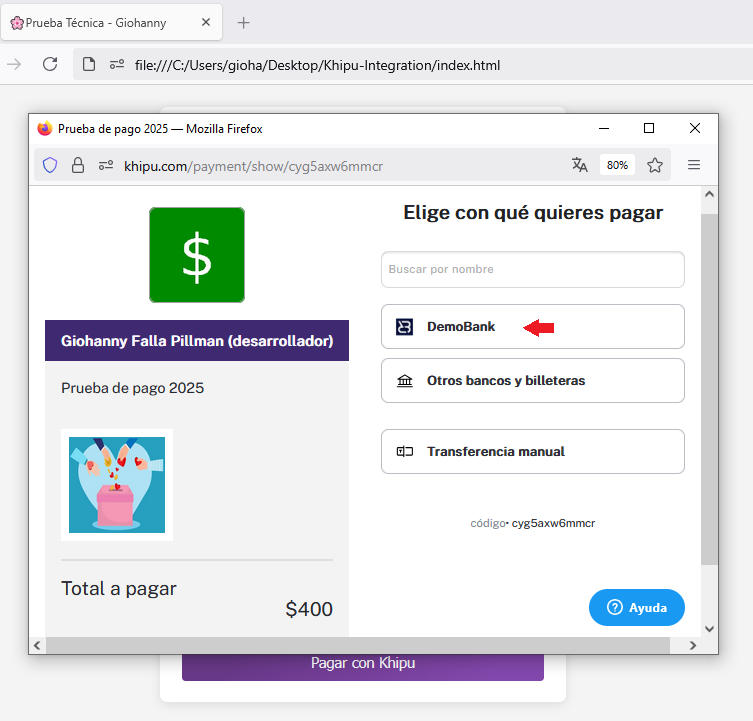 Prueba Técnica - Giohanny
file:///C:/Users/gioha/Desktop/Khipu-Integration/index.html
Prueba de pago 2025 — Mozilla Firefox
khipu.com/payment/show/cyg5axw6mmcr
80%
$
Giohanny Falla Pillman (desarrollador)
Prueba de pago 2025
Total a pagar
$400
Elige con qué quieres pagar
Buscar por nombre
DemoBank
Otros bancos y billeteras
Transferencia manual
código• cyg5axw6mmcr
Ayuda
Pagar con Khipu